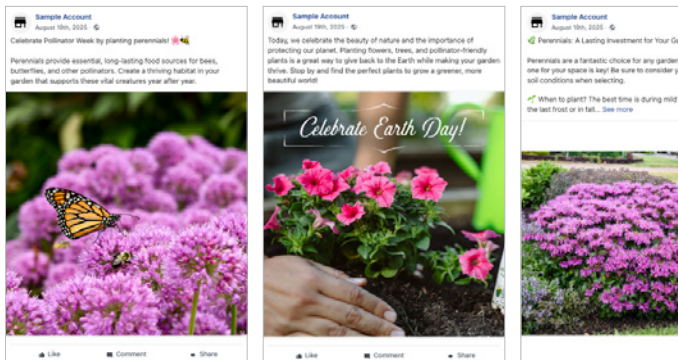 Sample Account
August 19th, 2025
Celebrate Pollinator Week by planting perennials! 🌸🐝
Perennials provide essential, long-lasting food sources for bees,
butterflies, and other pollinators. Create a thriving habitat in your
garden that supports these vital creatures year after year.
Like Comment Share
Sample Account
August 19th, 2025
Today, we celebrate the beauty of nature and the importance of
protecting our planet. Planting flowers, trees, and pollinator-friendly
plants is a great way to give back to the Earth while making your garden
thrive. Stop by and find the perfect plants to grow a greener, more
beautiful world!
Celebrate Earth Day!
Like Comment Share
Sample Account
August 19th, 2025
🌿 Perennials: A Lasting Investment for Your
Perennials are a fantastic choice for any garden
one for your space is key! Be sure to consider
soil conditions when selecting.
🌱 When to plant? The best time is during mild
the last frost or in fall... See more